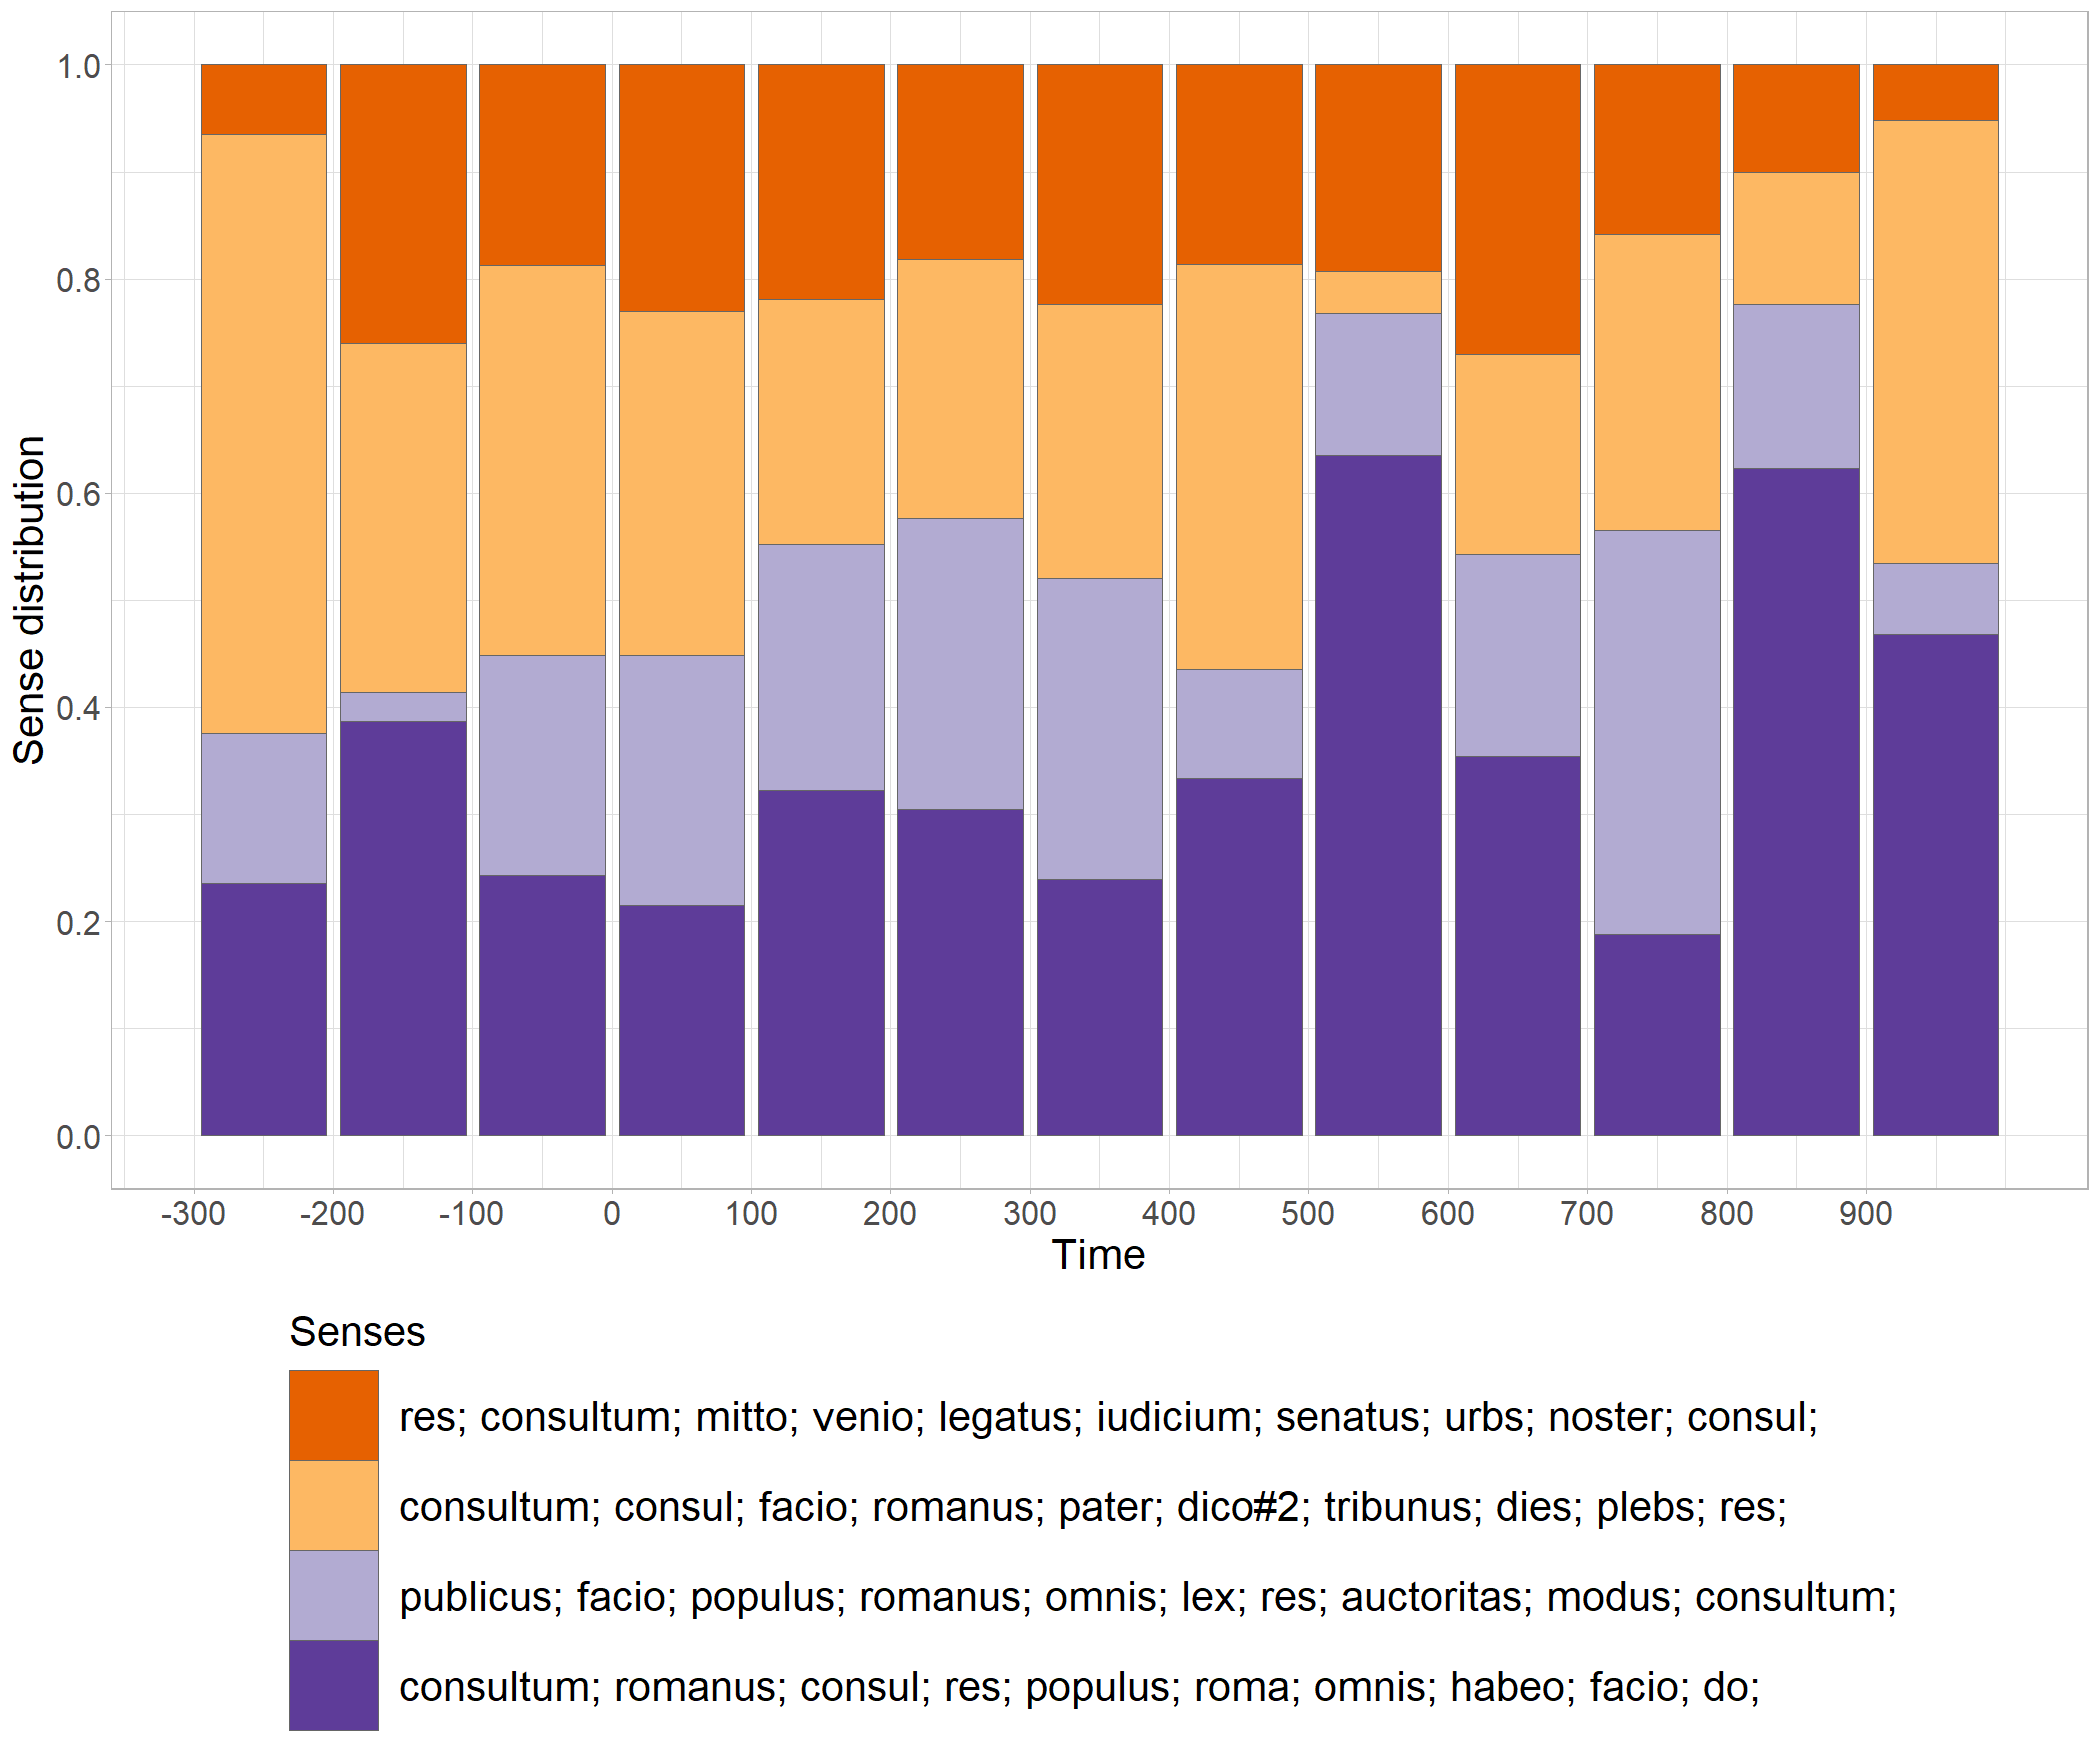 1.0
0.8
0.6
0.4
0.2
0.0
Sense distribution
-300 -200 -100 0 100 200 300 400 500 600 700 800 900
Time
Senses
res; consultum; mitto; venio; legatus; iudicium; senatus; urbs; noster; consul;
consultum; consul; facio; romanus; pater; dico#2; tribunus; dies; plebs; res;
publicus; facio; populus; romanus; omnis; lex; res; auctoritas; modus; consultum;
consultum; romanus; consul; res; populus; roma; omnis; habeo; facio; do;